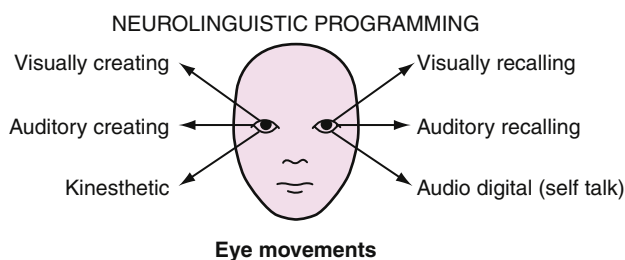 NEUROLINGUISTIC PROGRAMMING
Visually creating
Visually recalling
Auditory creating
Auditory recalling
Kinesthetic
Audio digital (self talk)
Eye movements